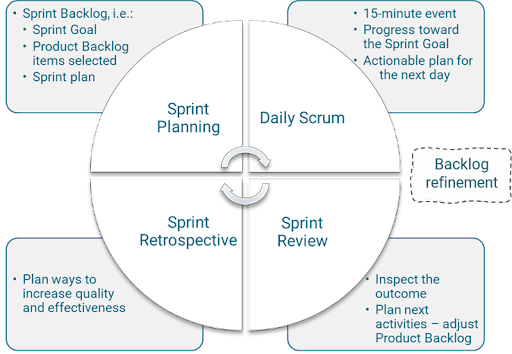 • Sprint Backlog, i.e.:
• Sprint Goal
• Product Backlog
items selected
• Sprint plan
• 15-minute event
• Progress toward
the Sprint Goal
• Actionable plan for
the next day
Sprint
Planning
Daily Scrum
Backlog
refinement
Sprint
Retrospective
Sprint
Review
• Plan ways to
increase quality
and effectiveness
• Inspect the
outcome
• Plan next
activities – adjust
Product Backlog